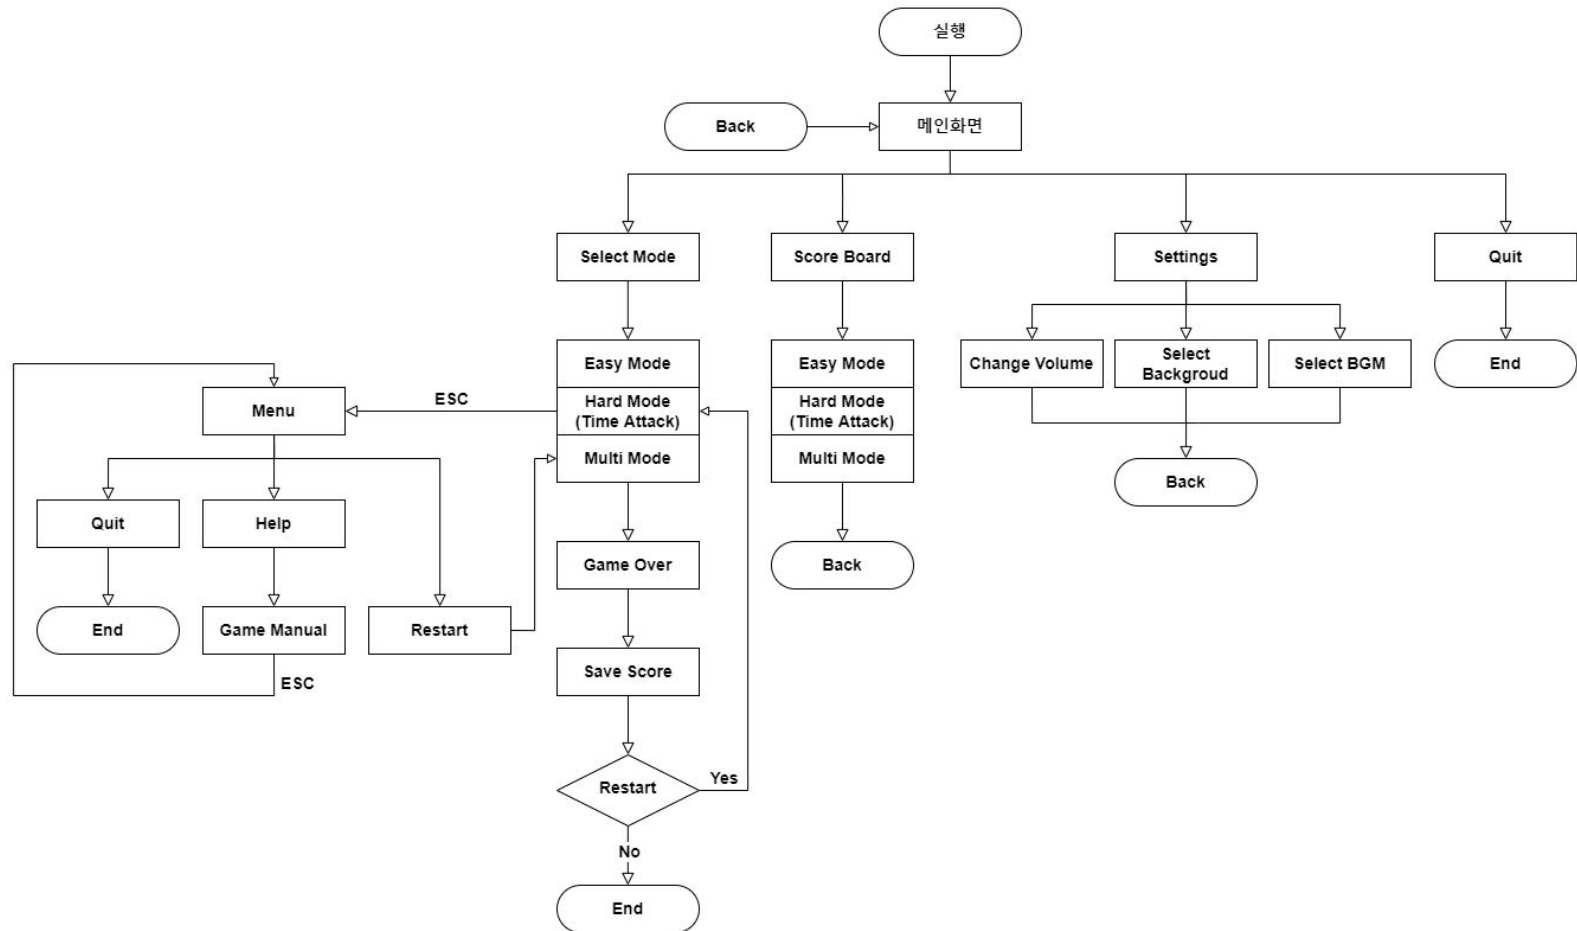 실행
Back
메인화면
Select Mode
Score Board
Settings
Quit
Easy Mode
Hard Mode
(Time Attack)
Multi Mode
Easy Mode
Hard Mode
(Time Attack)
Multi Mode
Change Volume
Select
Backgroud
Select BGM
End
Back
Back
ESC
Menu
Quit
Help
End
Game Manual
Restart
ESC
Game Over
Save Score
Restart
Yes
No
End